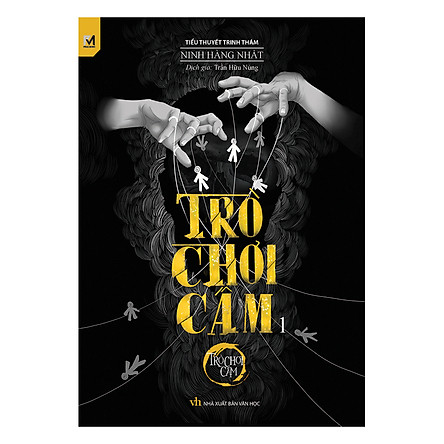 TIỂU THUYẾT TRINH THÁM
NINH HÀNG NHẤT
Dịch giả: Trần Hữu Nùng
TRÒ
CHƠI
CẤM 1
TRÒ CHƠI
CẤM
vh NHÀ XUẤT BẢN VĂN HỌC